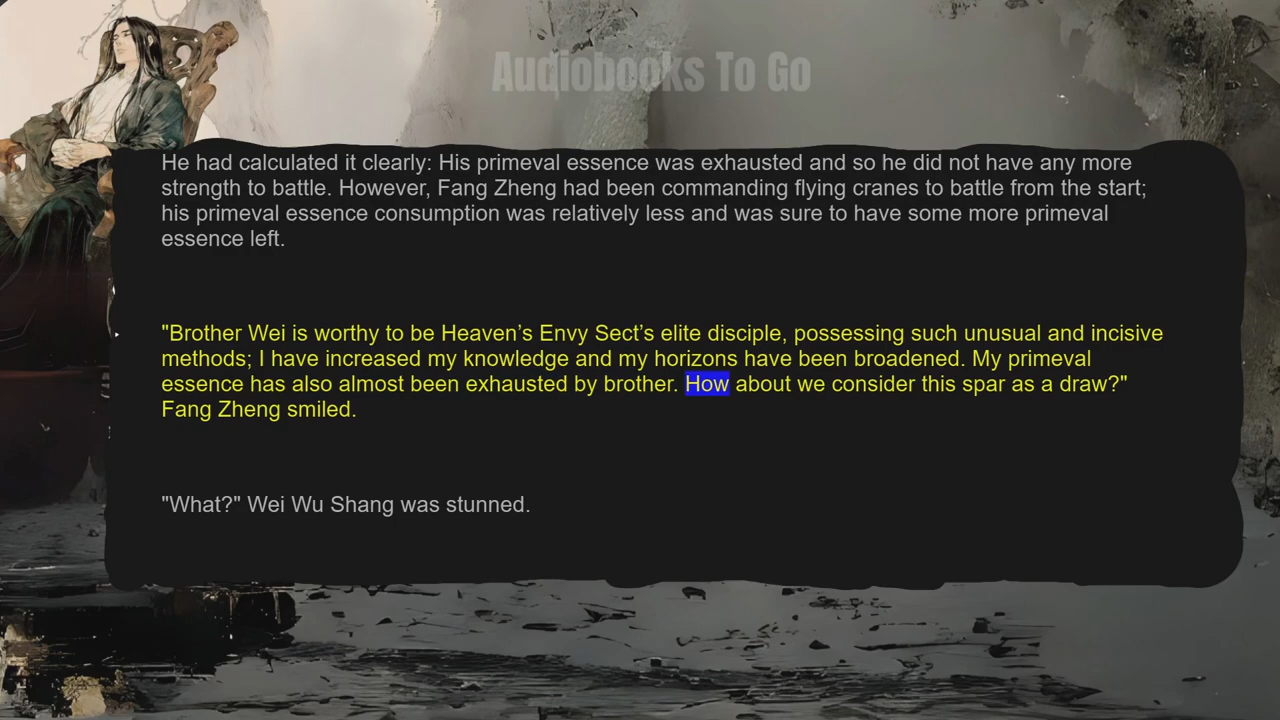 Audiobooks To Go
He had calculated it clearly: His primeval essence was exhausted and so he did not have any more
strength to battle. However, Fang Zheng had been commanding flying cranes to battle from the start;
his primeval essence consumption was relatively less and was sure to have some more primeval
essence left.
"Brother Wei is worthy to be Heaven’s Envy Sect’s elite disciple, possessing such unusual and incisive
methods; I have increased my knowledge and my horizons have been broadened. My primeval
essence has also almost been exhausted by brother. How about we consider this spar as a draw?"
Fang Zheng smiled.
"What?" Wei Wu Shang was stunned.